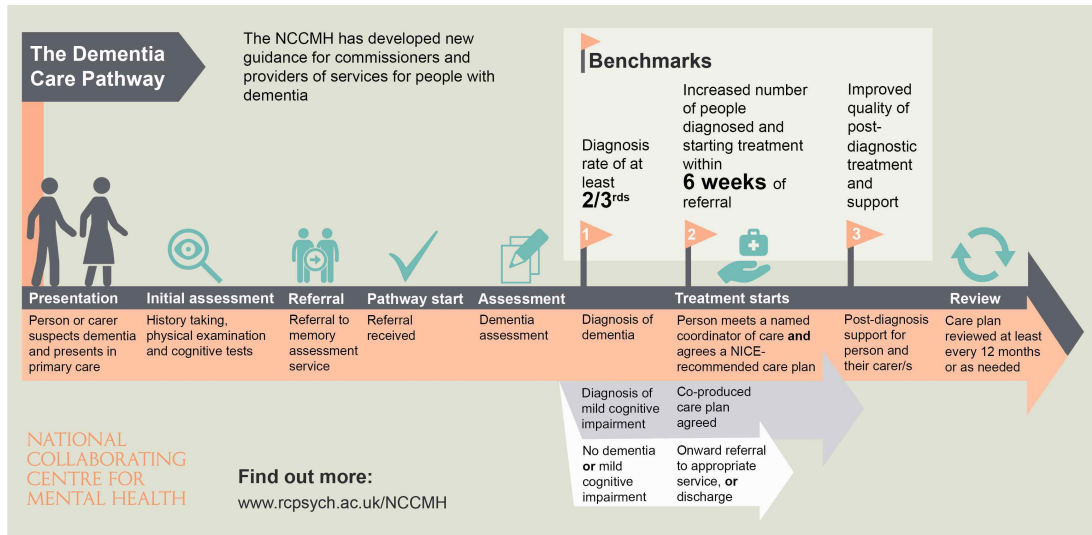 The Dementia
Care Pathway
The NCCMH has developed new
guidance for commissioners and
providers of services for people with
dementia
Benchmarks
Diagnosis
rate of at
least
2/3rds
Increased number
of people
diagnosed and
starting treatment
within
6 weeks of
referral
Improved
quality of
post-
diagnostic
treatment
and
support
1
2
3
Presentation
Person or carer
suspects dementia
and presents in
primary care
Initial assessment
History taking,
physical examination
and cognitive tests
Referral
Referral to
memory
assessment
service
Pathway start
Referral
received
Assessment
Dementia
assessment
Diagnosis of
dementia
Treatment starts
Person meets a named
coordinator of care and
agrees a NICE-
recommended care plan
Post-diagnosis
support for
person and
their carer/s
Review
Care plan
reviewed at least
every 12 months
or as needed
Diagnosis of
mild cognitive
impairment
Co-produced
care plan
agreed
No dementia
or mild
cognitive
impairment
Onward referral
to appropriate
service, or
discharge
NATIONAL
COLLABORATING
CENTRE FOR
MENTAL HEALTH
Find out more:
www.rcpsych.ac.uk/NCCMH